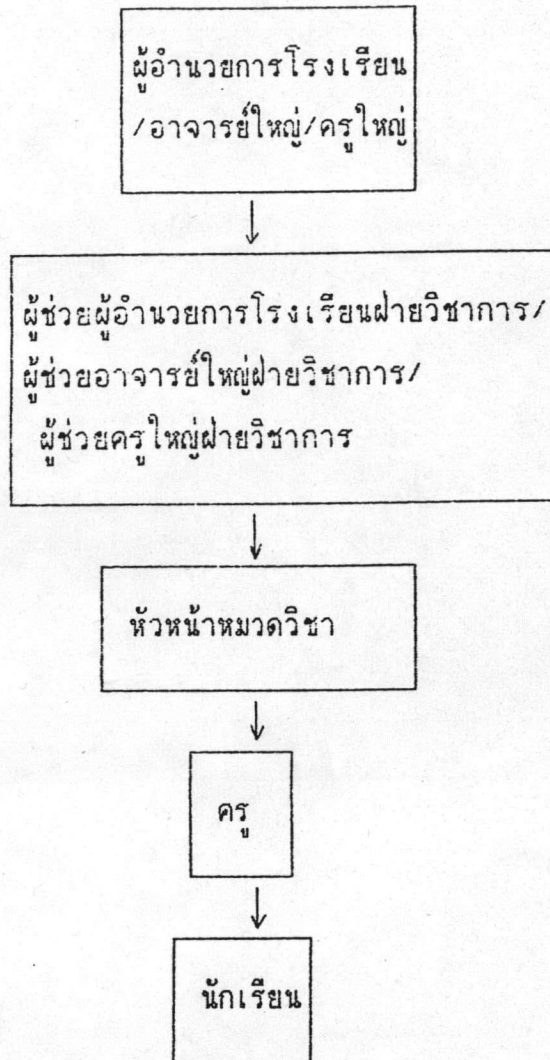 ผู้อำนวยการโรงเรียน
/อาจารย์ใหญ่/ครูใหญ่
ผู้ช่วยผู้อำนวยการโรงเรียนฝ่ายวิชาการ/
ผู้ช่วยอาจารย์ใหญ่ฝ่ายวิชาการ/
ผู้ช่วยครูใหญ่ฝ่ายวิชาการ
หัวหน้าหมวดวิชา
ครู
นักเรียน